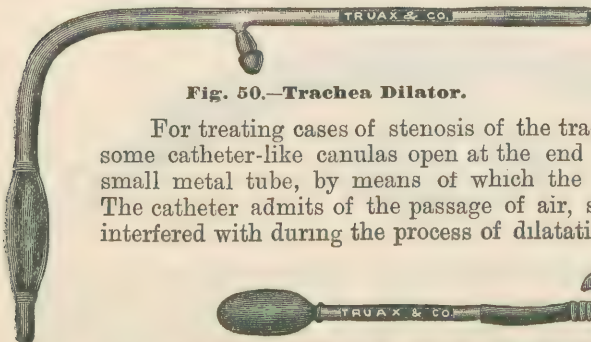 TRUAX & CO.
Fig. 50.—Trachea Dilator.
For treating cases of stenosis of the tra
some catheter-like canulas open at the end
small metal tube, by means of which the
The catheter admits of the passage of air, s
interfered with during the process of dilatati
TRUAX & CO.